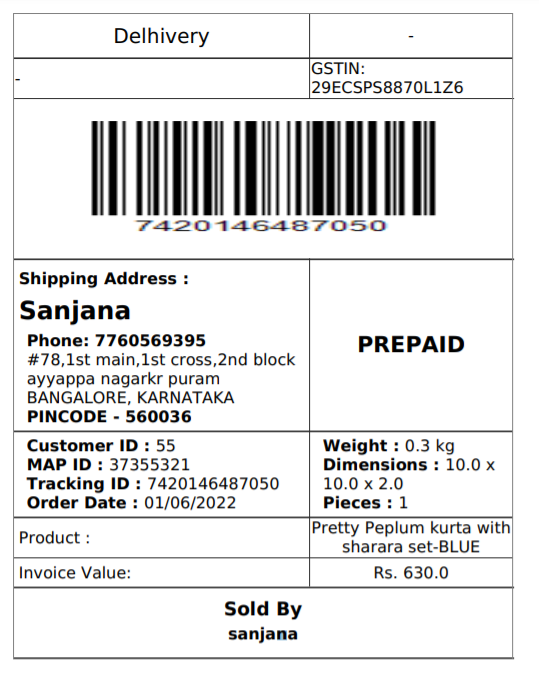 Delhivery
-
-
GSTIN:
29ECSPS8870L1Z6
7420146487050
Shipping Address :
Sanjana
Phone: 7760569395
#78,1st main,1st cross,2nd block
ayyappa nagarkr puram
BANGALORE, KARNATAKA
PINCODE - 560036
PREPAID
Customer ID : 55
MAP ID : 37355321
Tracking ID : 7420146487050
Order Date : 01/06/2022
Weight : 0.3 kg
Dimensions : 10.0 x
10.0 x 2.0
Pieces : 1
Product :
Pretty Peplum kurta with
sharara set-BLUE
Invoice Value:
Rs. 630.0
Sold By
sanjana